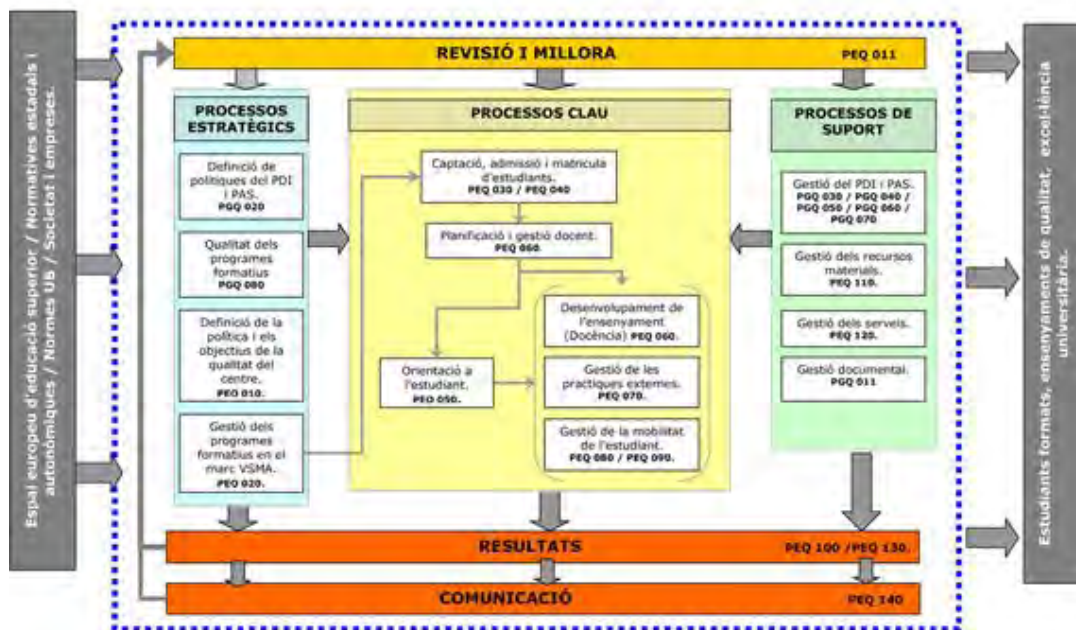 Espai europeu d'educació superior / Normatives estadals i
autonòmiques / Normes UB / Societat i empreses.
REVISIÓ I MILLORA
PEQ 011
PROCESSOS
ESTRATÈGICS
Definició de
polítiques del PDI
i PAS.
PGQ 020
Qualitat dels
programes
formatius
PGQ 080
Definició de la
política i els
objectius de la
qualitat del
centre.
PEQ 010.
Gestió dels
programes
formatius en el
marc VSMA.
PEQ 020.
PROCESSOS CLAU
Captació, admissió i matrícula
d'estudiants.
PEQ 030 / PEQ 040
Planificació i gestió docent.
PEQ 060.
Orientació a
l'estudiant.
PEQ 050.
Desenvolupament de
l'ensenyament
(Docència) PEQ 060.
Gestió de les
pràctiques externes.
PEQ 070.
Gestió de la mobilitat
de l'estudiant.
PEQ 080 / PEQ 090.
PROCESSOS DE
SUPORT
Gestió del PDI i PAS.
PGQ 030 / PGQ 040 /
PGQ 050 / PGQ 060 /
PGQ 070
Gestió dels recursos
materials.
PEQ 110.
Gestió dels serveis.
PEQ 120.
Gestió documental.
PGQ 011
RESULTATS
PEQ 100 /PEQ 130.
COMUNICACIÓ
PEQ 140
Estudiants formats, ensenyaments de qualitat, excel·lència
universitària.